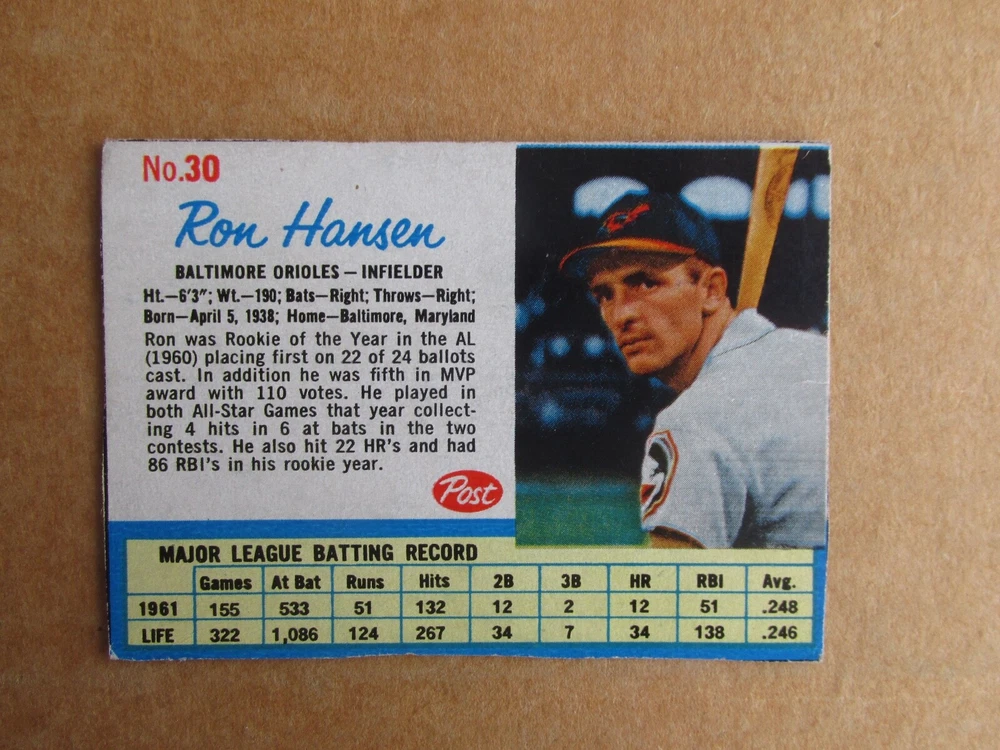 No.30
Ron Hansen
BALTIMORE ORIOLES – INFIELDER
Ht.–6'3"; Wt.–190; Bats–Right; Throws–Right;
Born–April 5, 1938; Home–Baltimore, Maryland
Ron was Rookie of the Year in the AL
(1960) placing first on 22 of 24 ballots
cast. In addition he was fifth in MVP
award with 110 votes. He played in
both All-Star Games that year collect-
ing 4 hits in 6 at bats in the two
contests. He also hit 22 HR's and had
86 RBI's in his rookie year.
Post
MAJOR LEAGUE BATTING RECORD
Games At Bat Runs Hits 2B 3B HR RBI Avg.
1961 155 533 51 132 12 2 12 51 .248
LIFE 322 1,086 124 267 34 7 34 138 .246